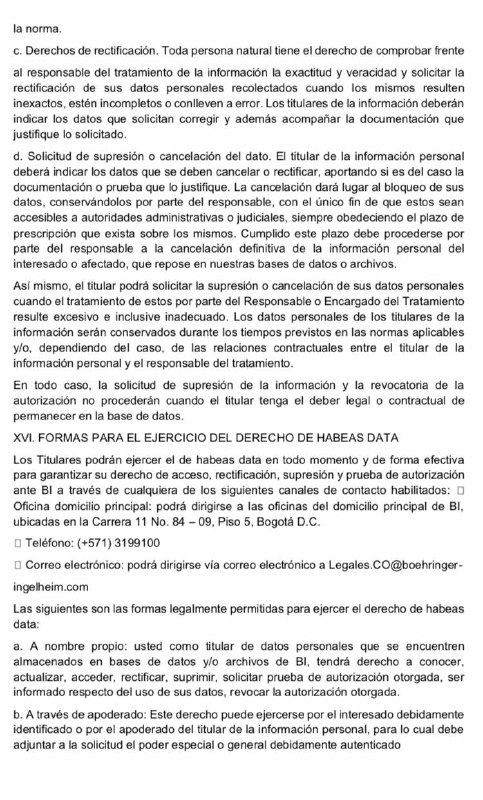 la norma.
c. Derechos de rectificación. Toda persona natural tiene el derecho de comprobar frente
al responsable del tratamiento de la información la exactitud y veracidad y solicitar la
rectificación de sus datos personales recolectados cuando los mismos resulten
inexactos, estén incompletos o conlleven a error. Los titulares de la información deberán
indicar los datos que solicitan corregir y además acompañar la documentación que
justifique lo solicitado.
d. Solicitud de supresión o cancelación del dato. El titular de la información personal
deberá indicar los datos que se deben cancelar o rectificar, aportando si es del caso la
documentación o prueba que lo justifique. La cancelación dará lugar al bloqueo de sus
datos, conservándolos por parte del responsable, con el único fin de que estos sean
accesibles a autoridades administrativas o judiciales, siempre obedeciendo el plazo de
prescripción que exista sobre los mismos. Cumplido este plazo debe procederse por
parte del responsable a la cancelación definitiva de la información personal del
interesado o afectado, que repose en nuestras bases de datos o archivos.
Así mismo, el titular podrá solicitar la supresión o cancelación de sus datos personales
cuando el tratamiento de estos por parte del Responsable o Encargado del Tratamiento
resulte excesivo e inclusive inadecuado. Los datos personales de los titulares de la
información serán conservados durante los tiempos previstos en las normas aplicables
y/o, dependiendo del caso, de las relaciones contractuales entre el titular de la
información personal y el responsable del tratamiento.
En todo caso, la solicitud de supresión de la información y la revocatoria de la
autorización no procederán cuando el titular tenga el deber legal o contractual de
permanecer en la base de datos.
XVI. FORMAS PARA EL EJERCICIO DEL DERECHO DE HABEAS DATA
Los Titulares podrán ejercer el de habeas data en todo momento y de forma efectiva
para garantizar su derecho de acceso, rectificación, supresión y prueba de autorización
ante BI a través de cualquiera de los siguientes canales de contacto habilitados: □
Oficina domicilio principal: podrá dirigirse a las oficinas del domicilio principal de BI,
ubicadas en la Carrera 11 No. 84 – 09, Piso 5, Bogotá D.C.
□ Teléfono: (+571) 3199100
□ Correo electrónico: podrá dirigirse vía correo electrónico a Legales.CO@boehringer-
ingelheim.com
Las siguientes son las formas legalmente permitidas para ejercer el derecho de habeas
data:
a. A nombre propio: usted como titular de datos personales que se encuentren
almacenados en bases de datos y/o archivos de BI, tendrá derecho a conocer,
actualizar, acceder, rectificar, suprimir, solicitar prueba de autorización otorgada, ser
informado respecto del uso de sus datos, revocar la autorización otorgada.
b. A través de apoderado: Este derecho puede ejercerse por el interesado debidamente
identificado o por el apoderado del titular de la información personal, para lo cual debe
adjuntar a la solicitud el poder especial o general debidamente autenticado